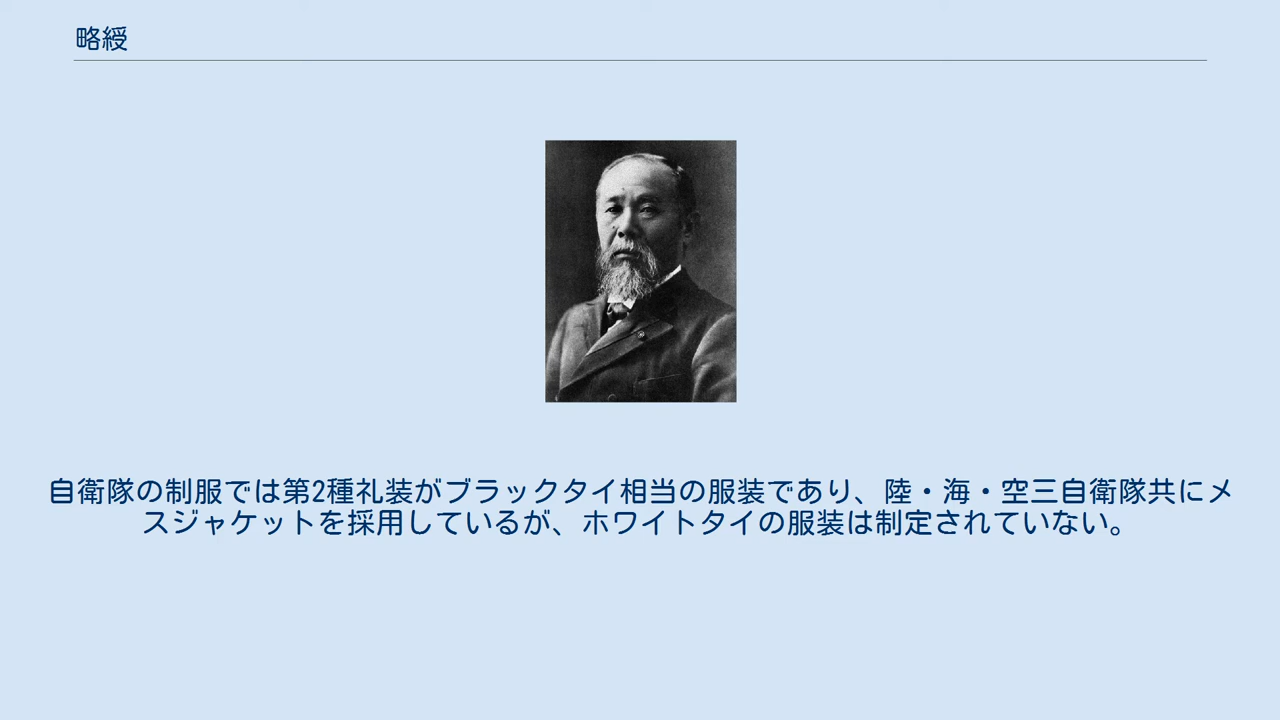 略綬
自衛隊の制服では第2種礼装がブラックタイ相当の服装であり、陸・海・空三自衛隊共にメ
スジャケットを採用しているが、ホワイトタイの服装は制定されていない。